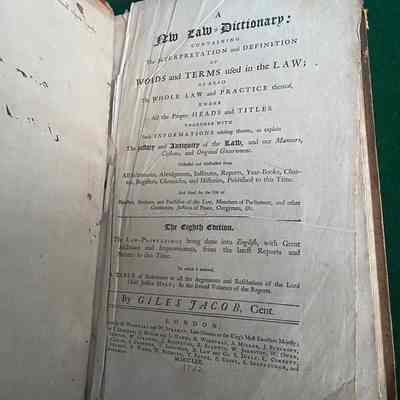 A
New Law-Dictionary:
CONTAINING
The INTERPRETATION and DEFINITION
OF
WORDS and TERMS used in the LAW;
AS ALSO
The WHOLE LAW and PRACTICE thereof,
UNDER
All the Proper HEADS and TITLES
TOGETHER WITH
Such INFORMATIONS relating thereto, as explain
The History and Antiquity of the Law, and our Manners,
Customs, and Original Government.
Collected and Abstracted from
All Dictionaries, Abridgments, Institutes, Reports, Year-Books, Char-
ters, Registers, Chronicles, and Histories, Published to this Time.
And fitted for the Use of
Barristers, Students, and Practisers of the Law, Members of Parliament, and other
Gentlemen, Justices of Peace, Clergymen, &c.
The Eighth Edition.
The LAW-PROCEEDINGS being done into English, with Great
Additions and Improvements, from the latest Reports and
Statutes to this Time.
To which is annexed,
A TABLE of References to all the Arguments and Resolutions of the Lord
Chief Justice HOLT; in the several Volumes of the Reports.
By GILES JACOB, Gent.
LONDON:
MDCCLXII.
1762